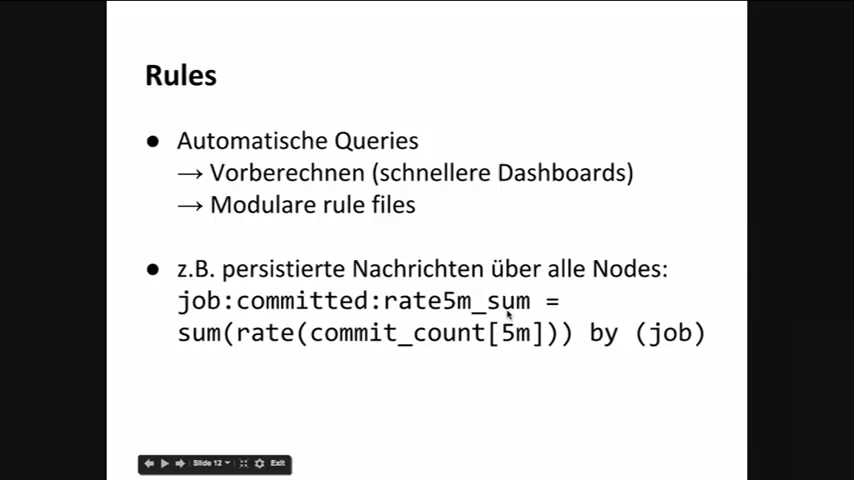 Rules
● Automatische Queries
→ Vorberechnen (schnellere Dashboards)
→ Modulare rule files
● z.B. persistierte Nachrichten über alle Nodes:
job:committed:rate5m_sum =
sum(rate(commit_count[5m])) by (job)
Slide 12 Exit